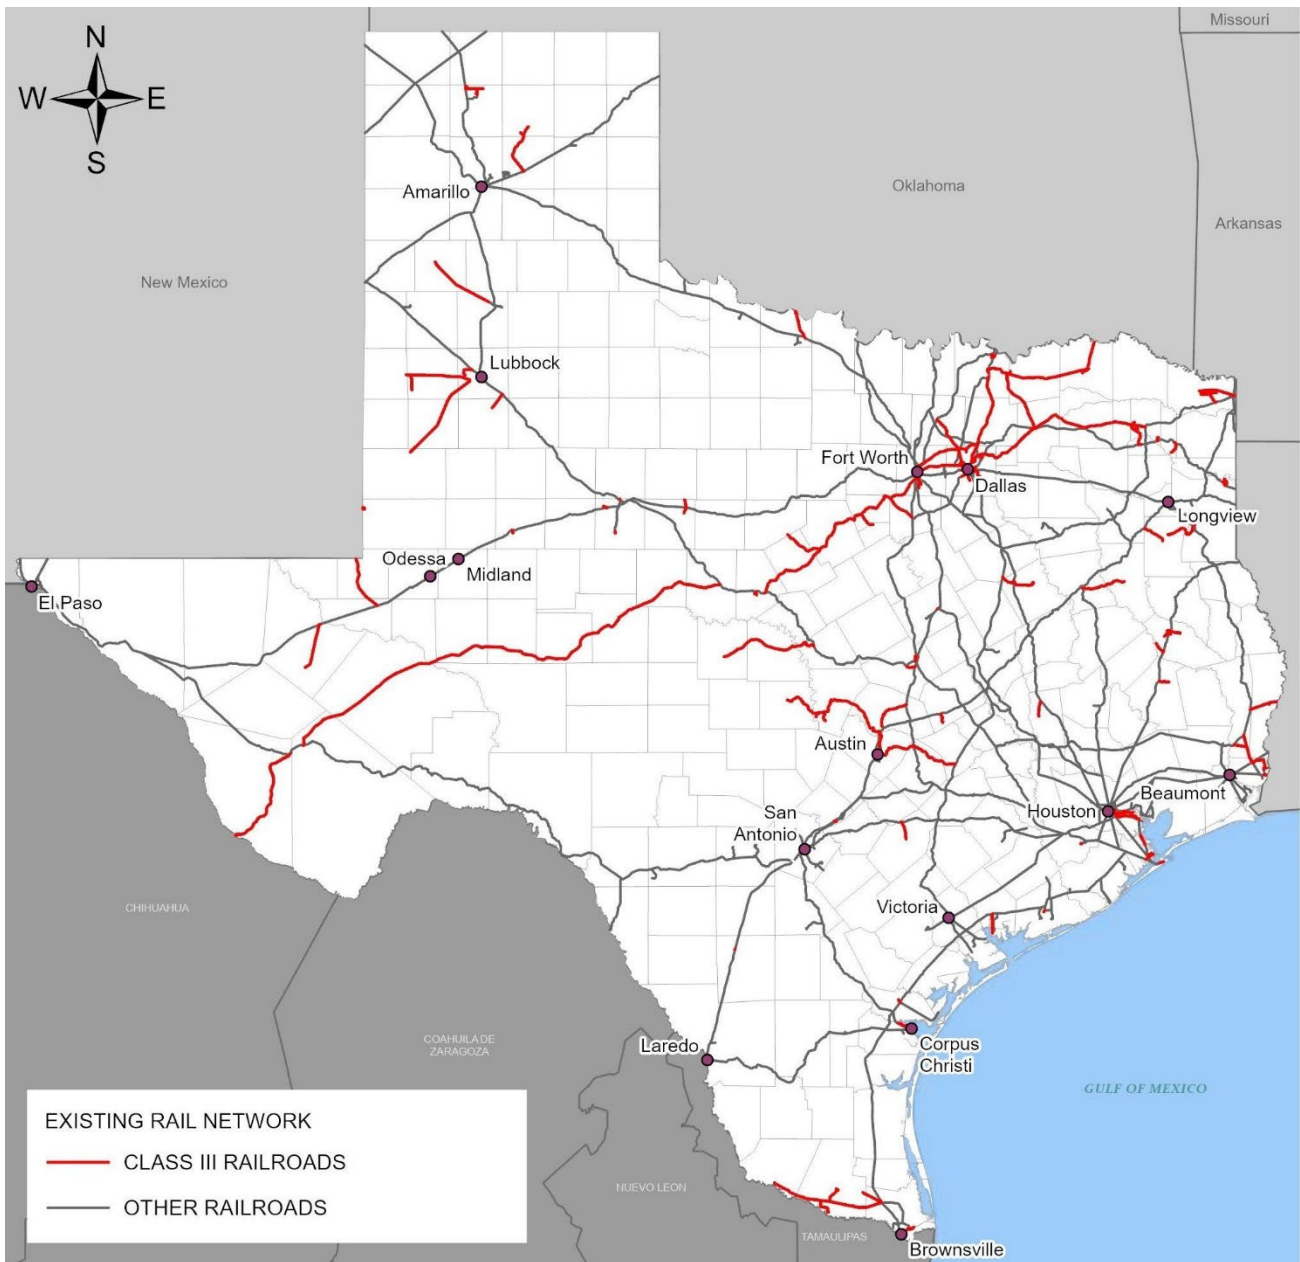 Missouri
N
W
E
S
Oklahoma
Amarillo
Arkansas
New Mexico
Lubbock
Fort Worth
Dallas
Longview
Odessa
Midland
El Paso
Austin
Beaumont
Houston
San
Antonio
Victoria
CHIHUAHUA
COAHUILA DE
ZARAGOZA
Laredo
Corpus
Christi
GULF OF MEXICO
EXISTING RAIL NETWORK
CLASS III RAILROADS
OTHER RAILROADS
NUEVO LEON
TAMAULIPAS
Brownsville